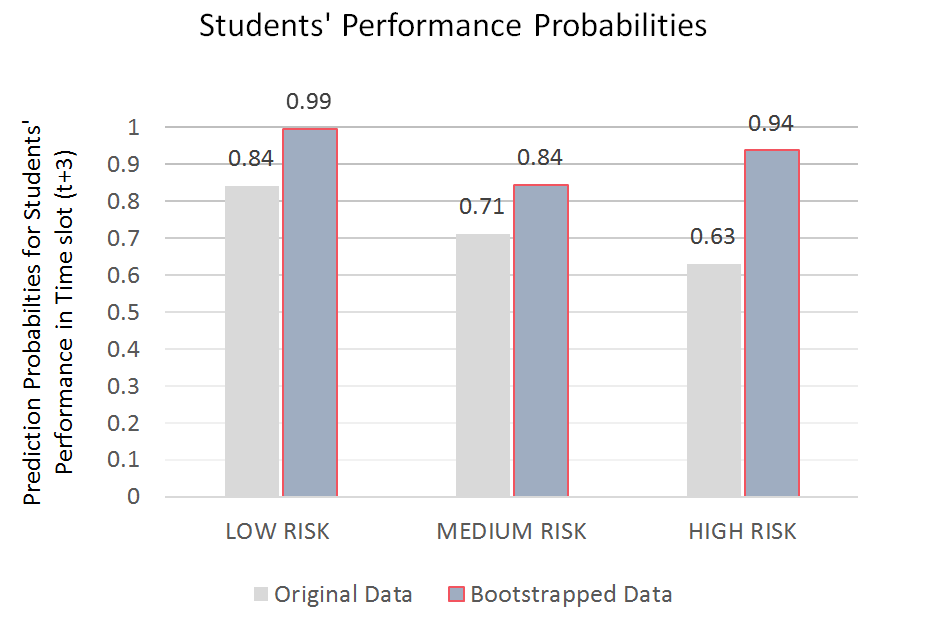 Students' Performance Probabilities
Prediction Probabilties for Students'
Performance in Time slot (t+3)
1
0.9
0.8
0.7
0.6
0.5
0.4
0.3
0.2
0.1
0
0.84
0.99
0.71
0.84
0.63
0.94
LOW RISK
MEDIUM RISK
HIGH RISK
Original Data
Bootstrapped Data